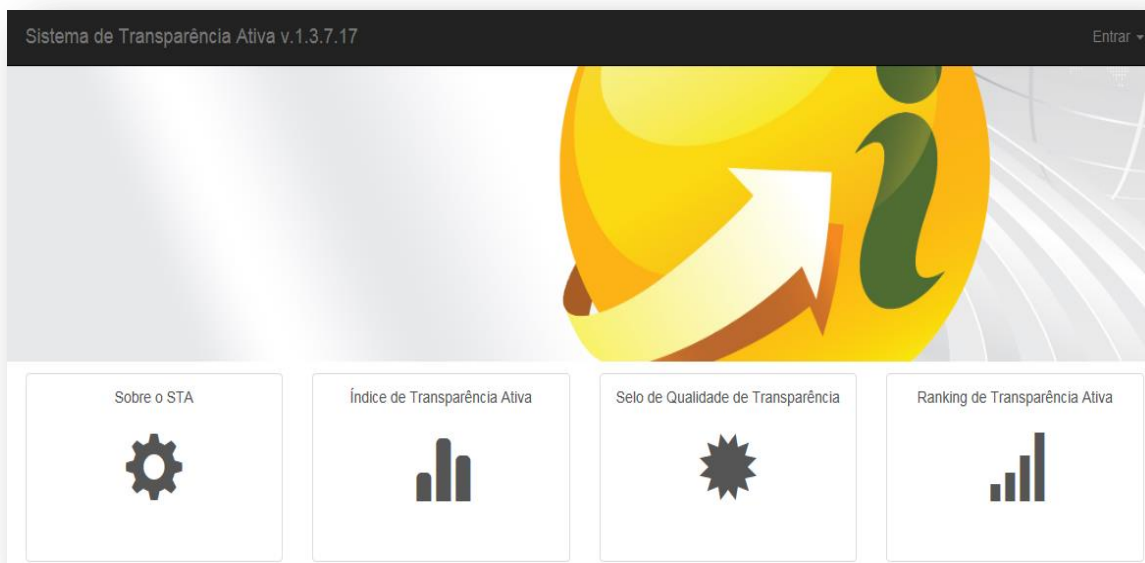 Sistema de Transparência Ativa v.1.3.7.17
Entrar
i
Sobre o STA
Índice de Transparência Ativa
Selo de Qualidade de Transparência
Ranking de Transparência Ativa